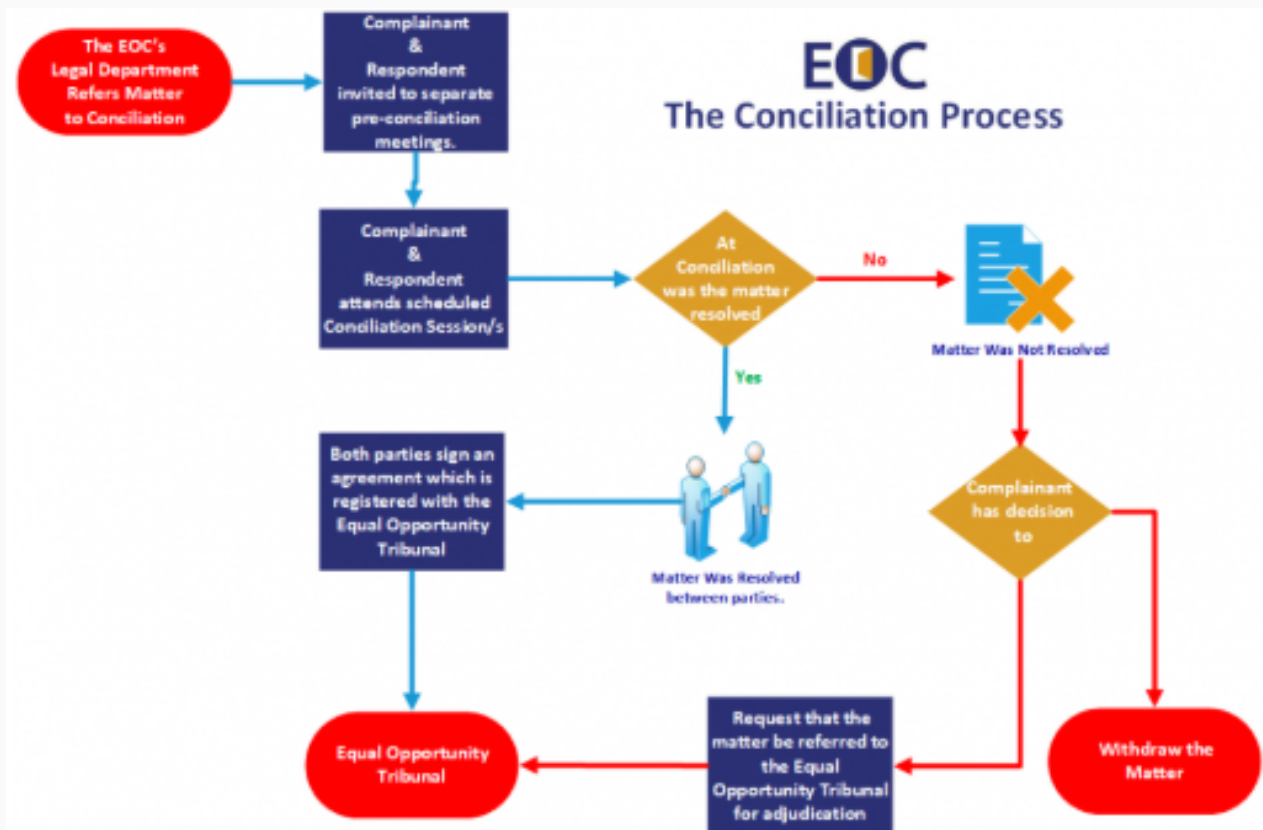 The EOC's
Legal Department
Refers Matter
to Conciliation
Complainant
&
Respondent
invited to separate
pre-conciliation
meetings.
EOC
The Conciliation Process
Complainant
&
Respondent
attends scheduled
Conciliation Session/s
At
Conciliation
was the matter
resolved
No
Matter Was Not Resolved
Yes
Both parties sign an
agreement which is
registered with the
Equal Opportunity
Tribunal
Matter Was Resolved
between parties.
Complainant
has decision
to
Equal Opportunity
Tribunal
Request that the
matter be referred to
the Equal
Opportunity Tribunal
for adjudication
Withdraw the
Matter